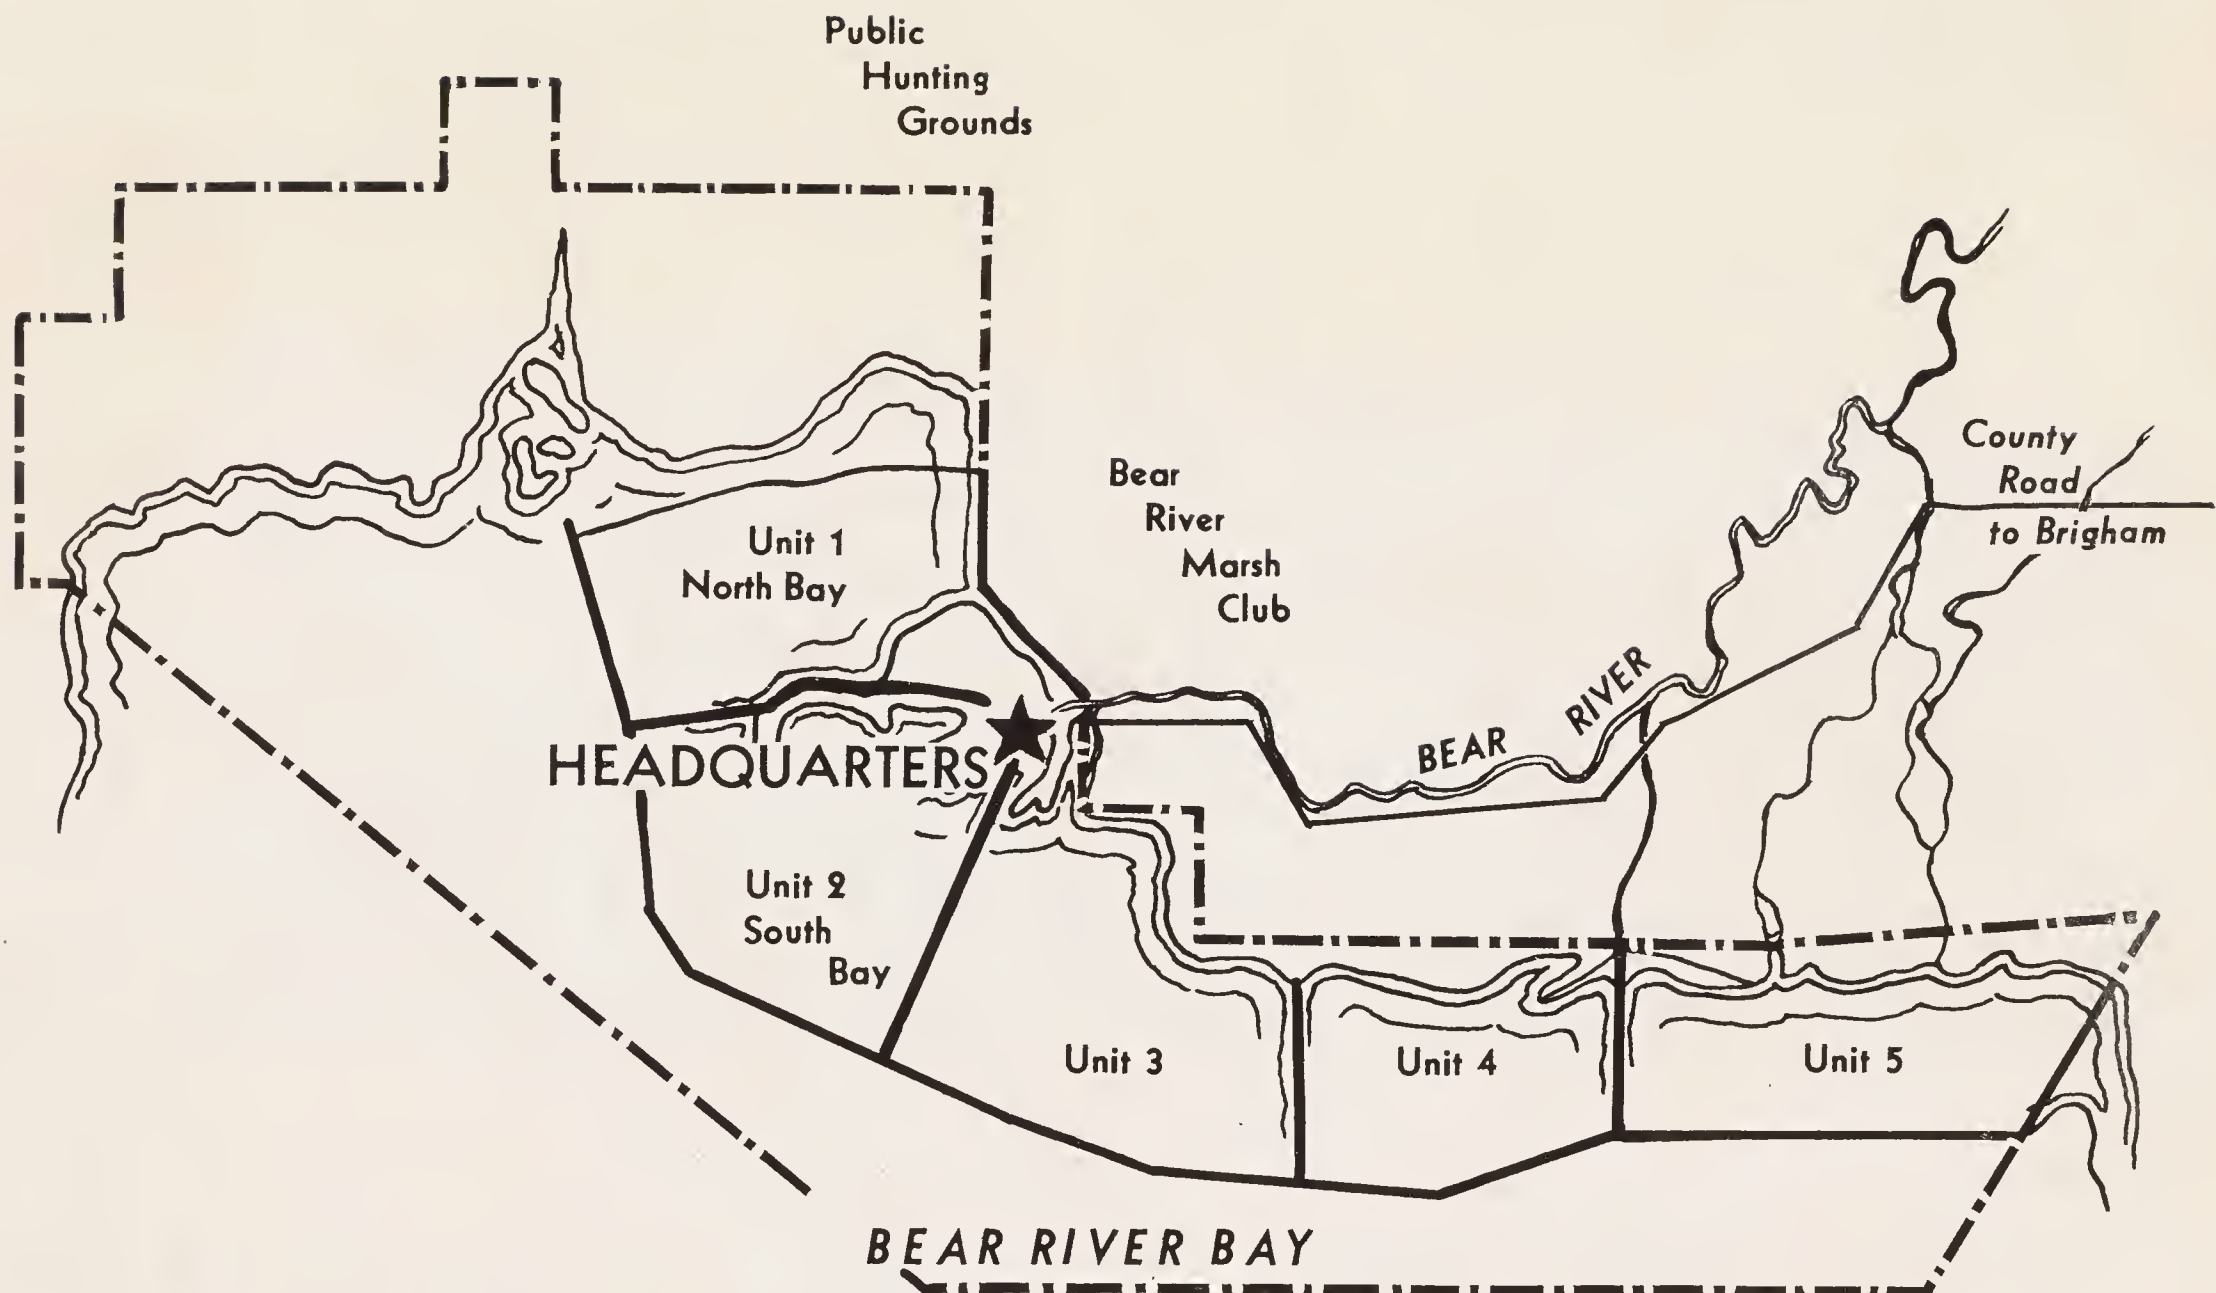 Public
Hunting
Grounds
County
Road
to Brigham
Bear
River
Marsh
Club
Unit 1
North Bay
BEAR RIVER
HEADQUARTERS
Unit 2
South
Bay
Unit 3
Unit 4
Unit 5
BEAR RIVER BAY